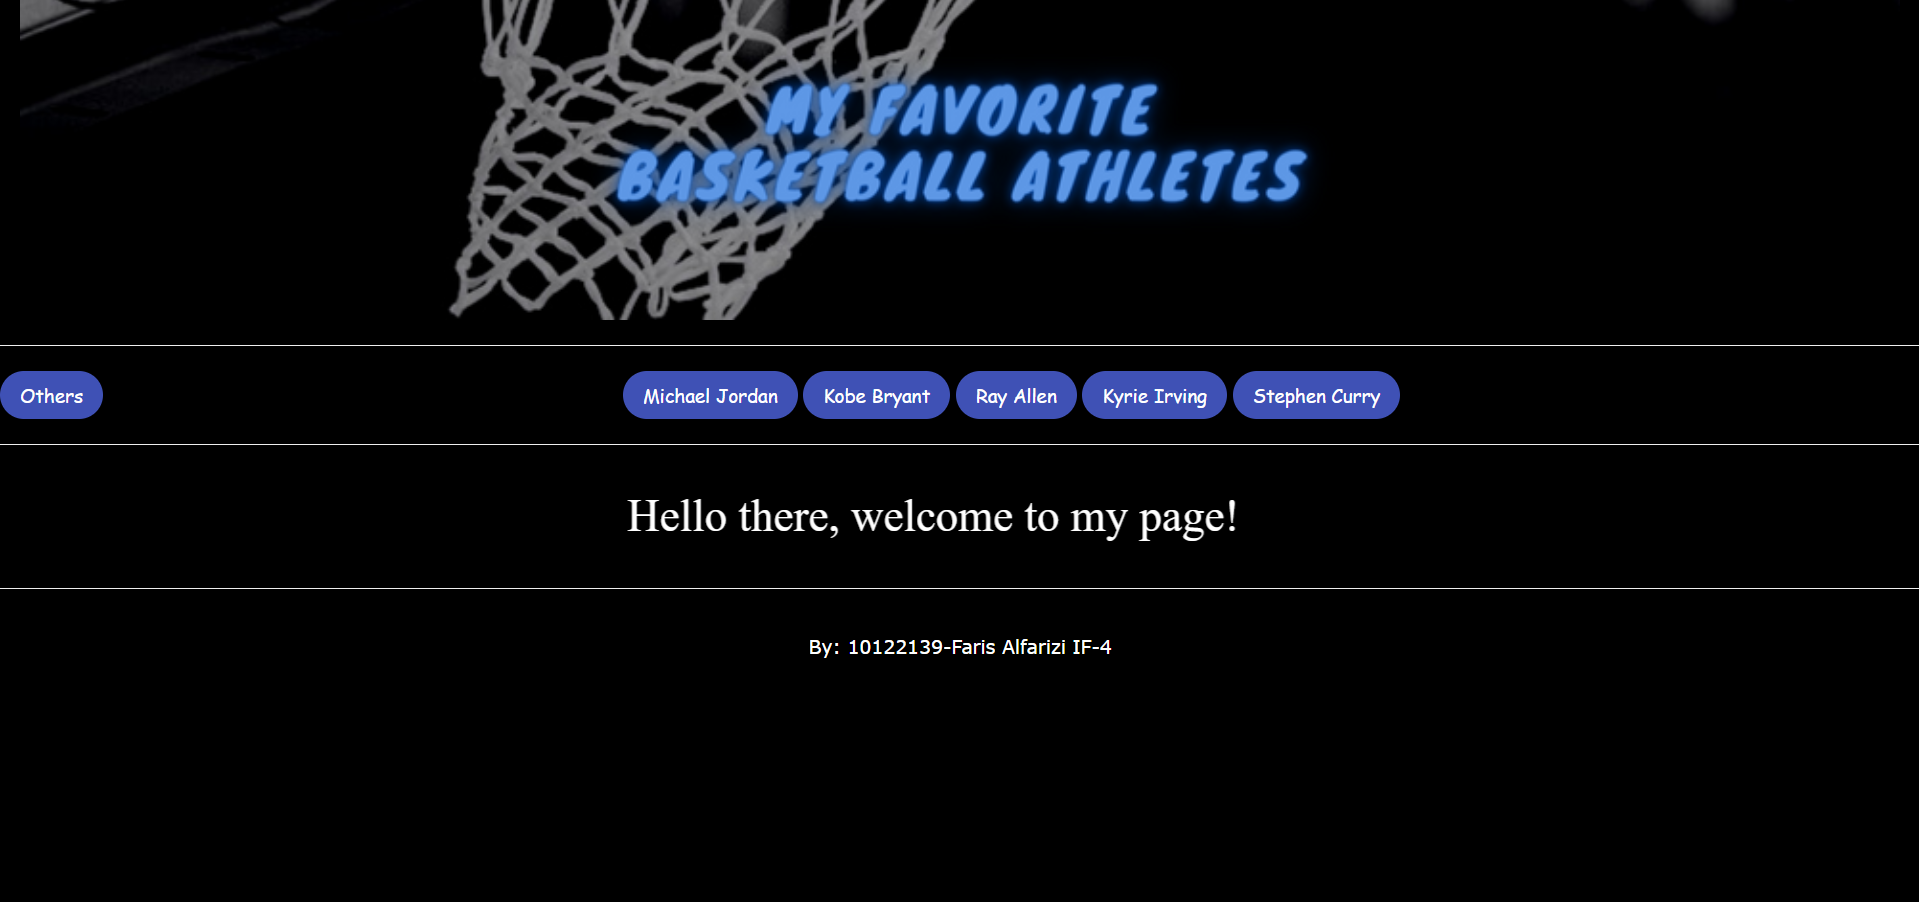 MY FAVORITE
BASKETBALL ATHLETES
Others Michael Jordan Kobe Bryant Ray Allen Kyrie Irving Stephen Curry
Hello there, welcome to my page!
By: 10122139-Faris Alfarizi IF-4